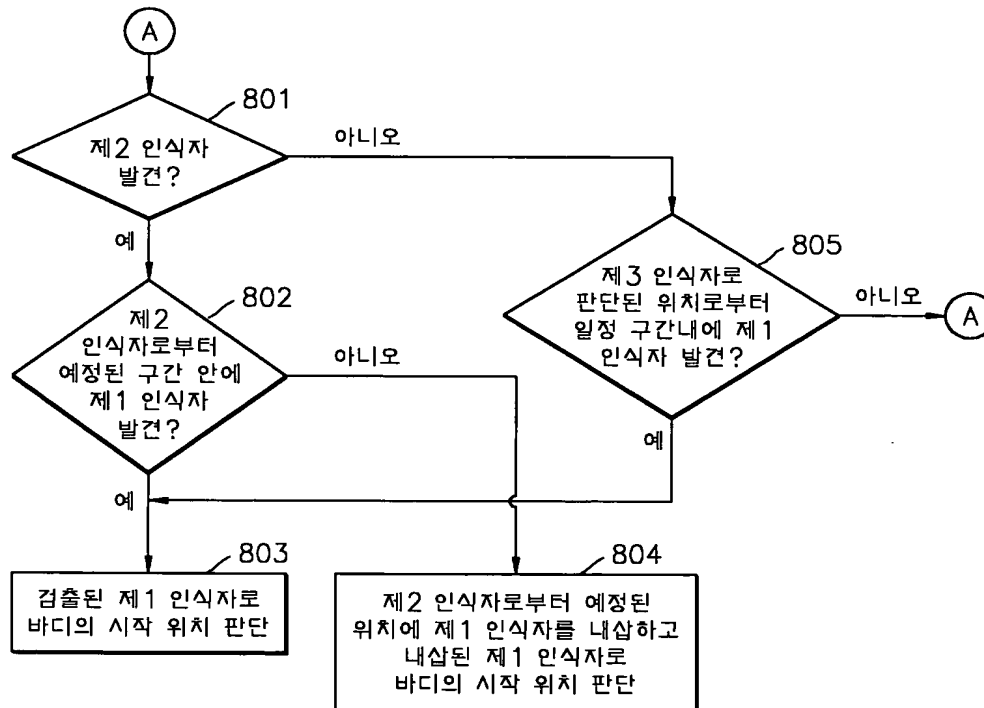 A
801
제2 인식자
발견?
아니오
예
805
제3 인식자로
판단된 위치로부터
일정 구간내에 제1
인식자 발견?
아니오
A
예
802
제2
인식자로부터
예정된 구간 안에
제1 인식자
발견?
아니오
예
803
검출된 제1 인식자로
바디의 시작 위치 판단
804
제2 인식자로부터 예정된
위치에 제1 인식자를 내삽하고
내삽된 제1 인식자로
바디의 시작 위치 판단